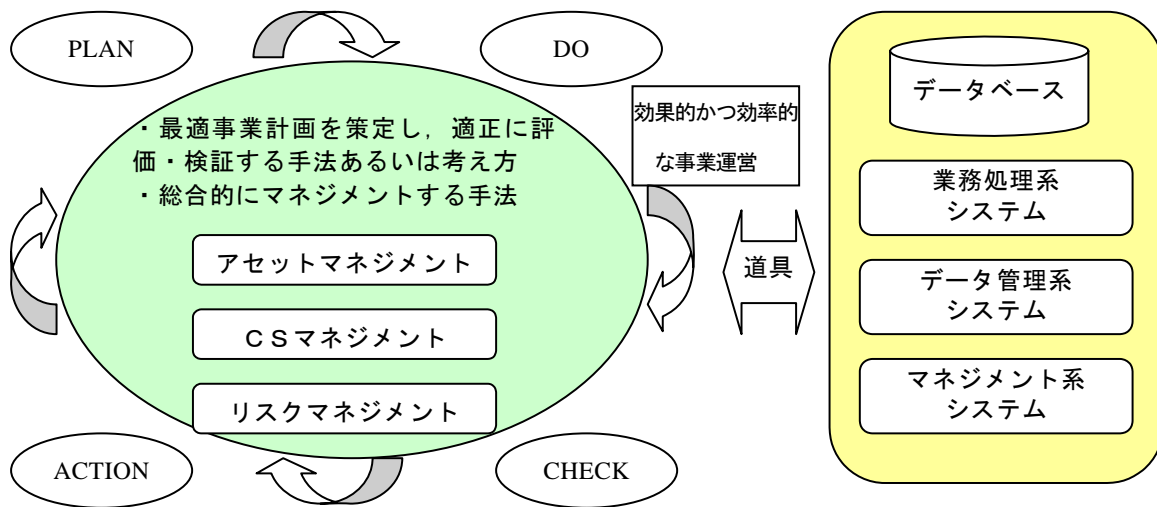 PLAN
DO
・最適事業計画を策定し，適正に評
価・検証する手法あるいは考え方
・総合的にマネジメントする手法
アセットマネジメント
ＣＳマネジメント
リスクマネジメント
ACTION
CHECK
効果的かつ効率的
な事業運営
道具
データベース
業務処理系
システム
データ管理系
システム
マネジメント系
システム